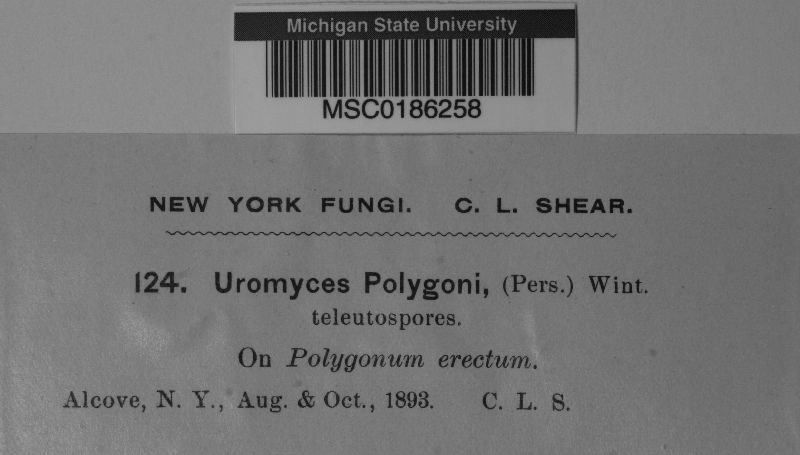 Michigan State University
MSC0186258
NEW YORK FUNGI. C. L. SHEAR.
124. Uromyces Polygoni, (Pers.) Wint.
teleutospores.
On Polygonum erectum.
Alcove, N. Y., Aug. & Oct., 1893. C. L. S.